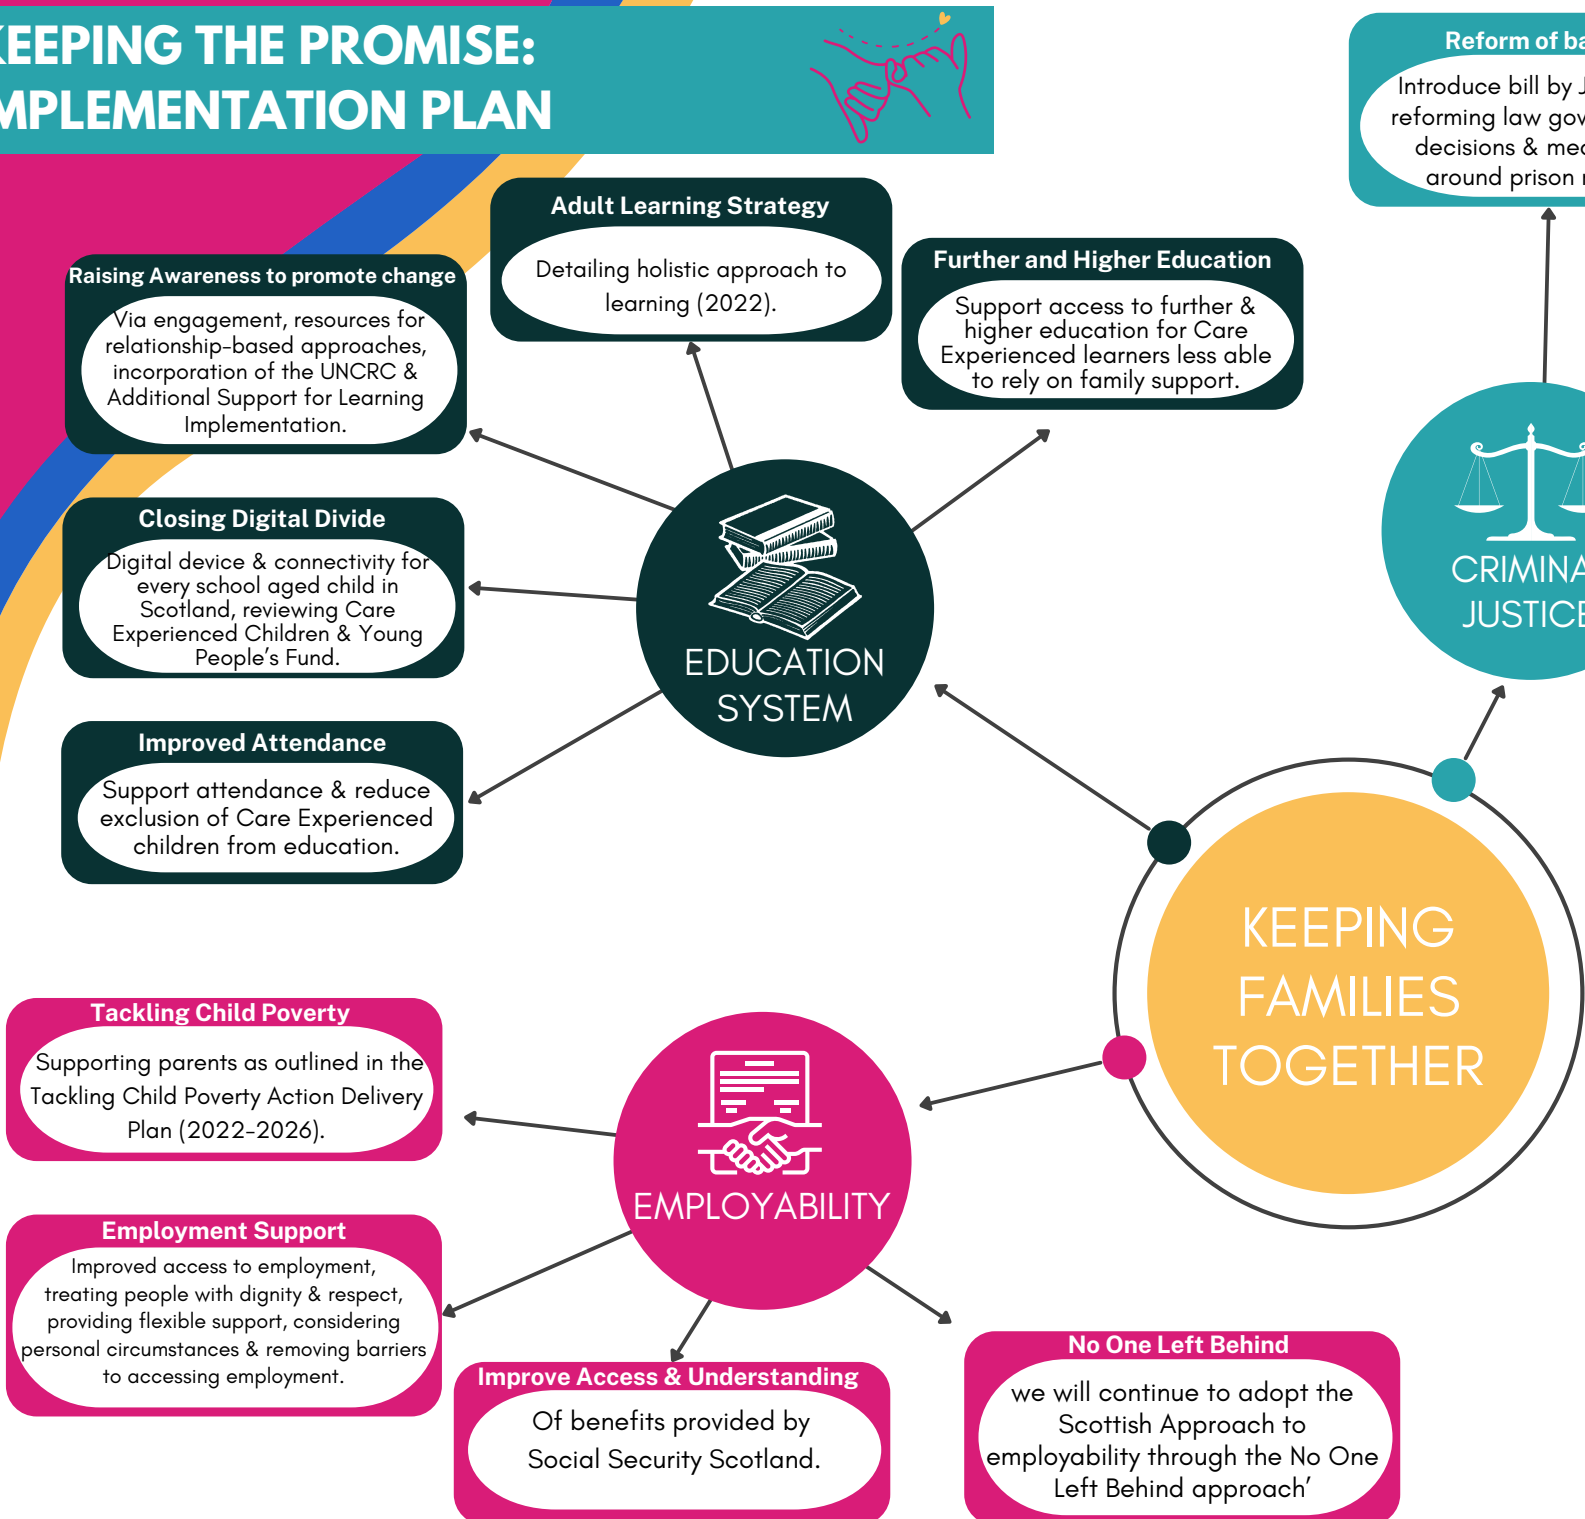 KEEPING THE PROMISE:
IMPLEMENTATION PLAN
Reform of
Introduce bill by
reforming law
decisions &
around prison
Adult Learning Strategy
Detailing holistic approach to
learning (2022).
Further and Higher Education
Support access to further &
higher education for Care
Experienced learners less able
to rely on family support.
Raising Awareness to promote change
Via engagement, resources for
relationship-based approaches,
incorporation of the UNCRC &
Additional Support for Learning
Implementation.
Closing Digital Divide
Digital device & connectivity for
every school aged child in
Scotland, reviewing Care
Experienced Children & Young
People's Fund.
Improved Attendance
Support attendance & reduce
exclusion of Care Experienced
children from education.
EDUCATION
SYSTEM
CRIMINAL
JUSTICE
KEEPING
FAMILIES
TOGETHER
Tackling Child Poverty
Supporting parents as outlined in the
Tackling Child Poverty Action Delivery
Plan (2022-2026).
EMPLOYABILITY
Employment Support
Improved access to employment,
treating people with dignity & respect,
providing flexible support, considering
personal circumstances & removing barriers
to accessing employment.
Improve Access & Understanding
Of benefits provided by
Social Security Scotland.
No One Left Behind
we will continue to adopt the
Scottish Approach to
employability through the No One
Left Behind approach'